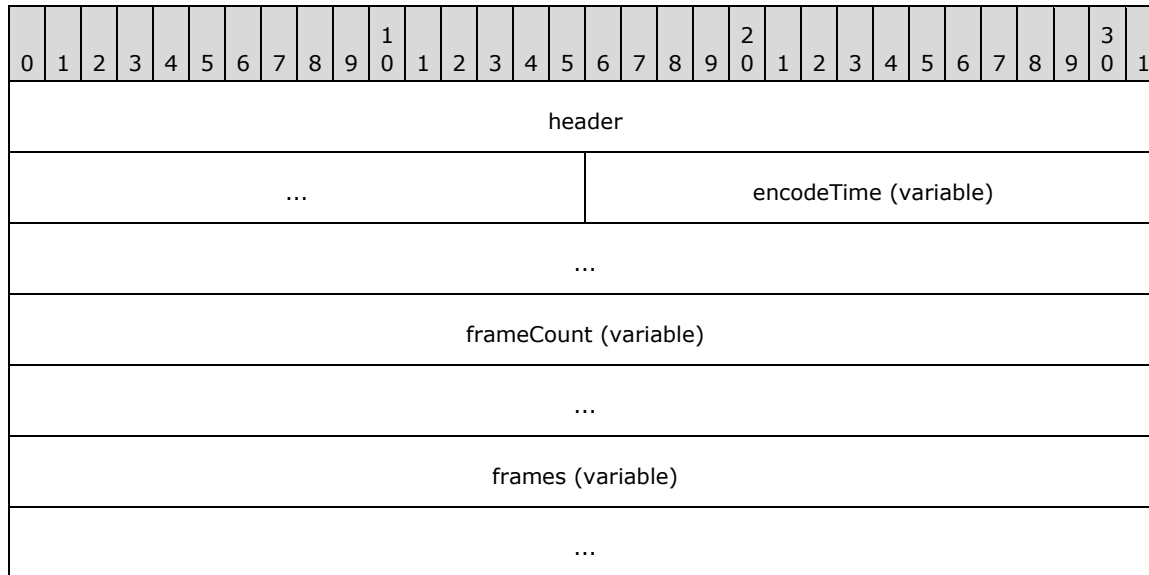 1 2 3
0 1 2 3 4 5 6 7 8 9 0 1 2 3 4 5 6 7 8 9 0 1 2 3 4 5 6 7 8 9 0 1
header
... encodeTime (variable)
...
frameCount (variable)
...
frames (variable)
...